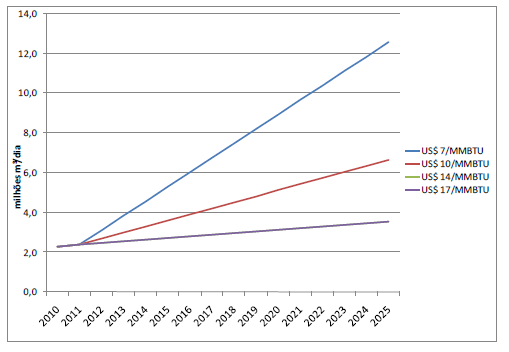 14,0
12,0
10,0
8,0
6,0
4,0
2,0
0,0
milhões m³/dia
2010 2011 2012 2013 2014 2015 2016 2017 2018 2019 2020 2021 2022 2023 2024 2025
US$ 7/MMBTU
US$ 10/MMBTU
US$ 14/MMBTU
US$ 17/MMBTU